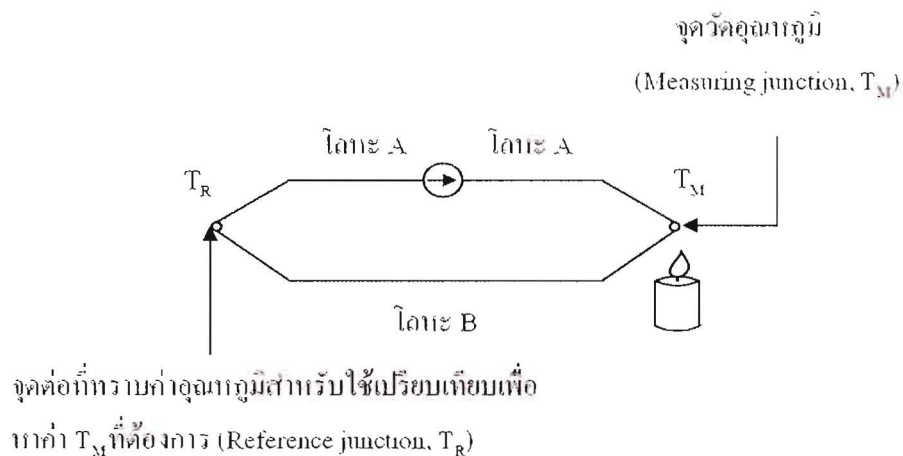 จุดวัดอุณหภูมิ
(Measuring junction, T_M)
โลหะ A
โลหะ A
T_R
T_M
โลหะ B
จุดต่อที่ทราบค่าอุณหภูมิสำหรับใช้เปรียบเทียบเพื่อ
หาค่า T_M ที่ต้องการ (Reference junction, T_R)